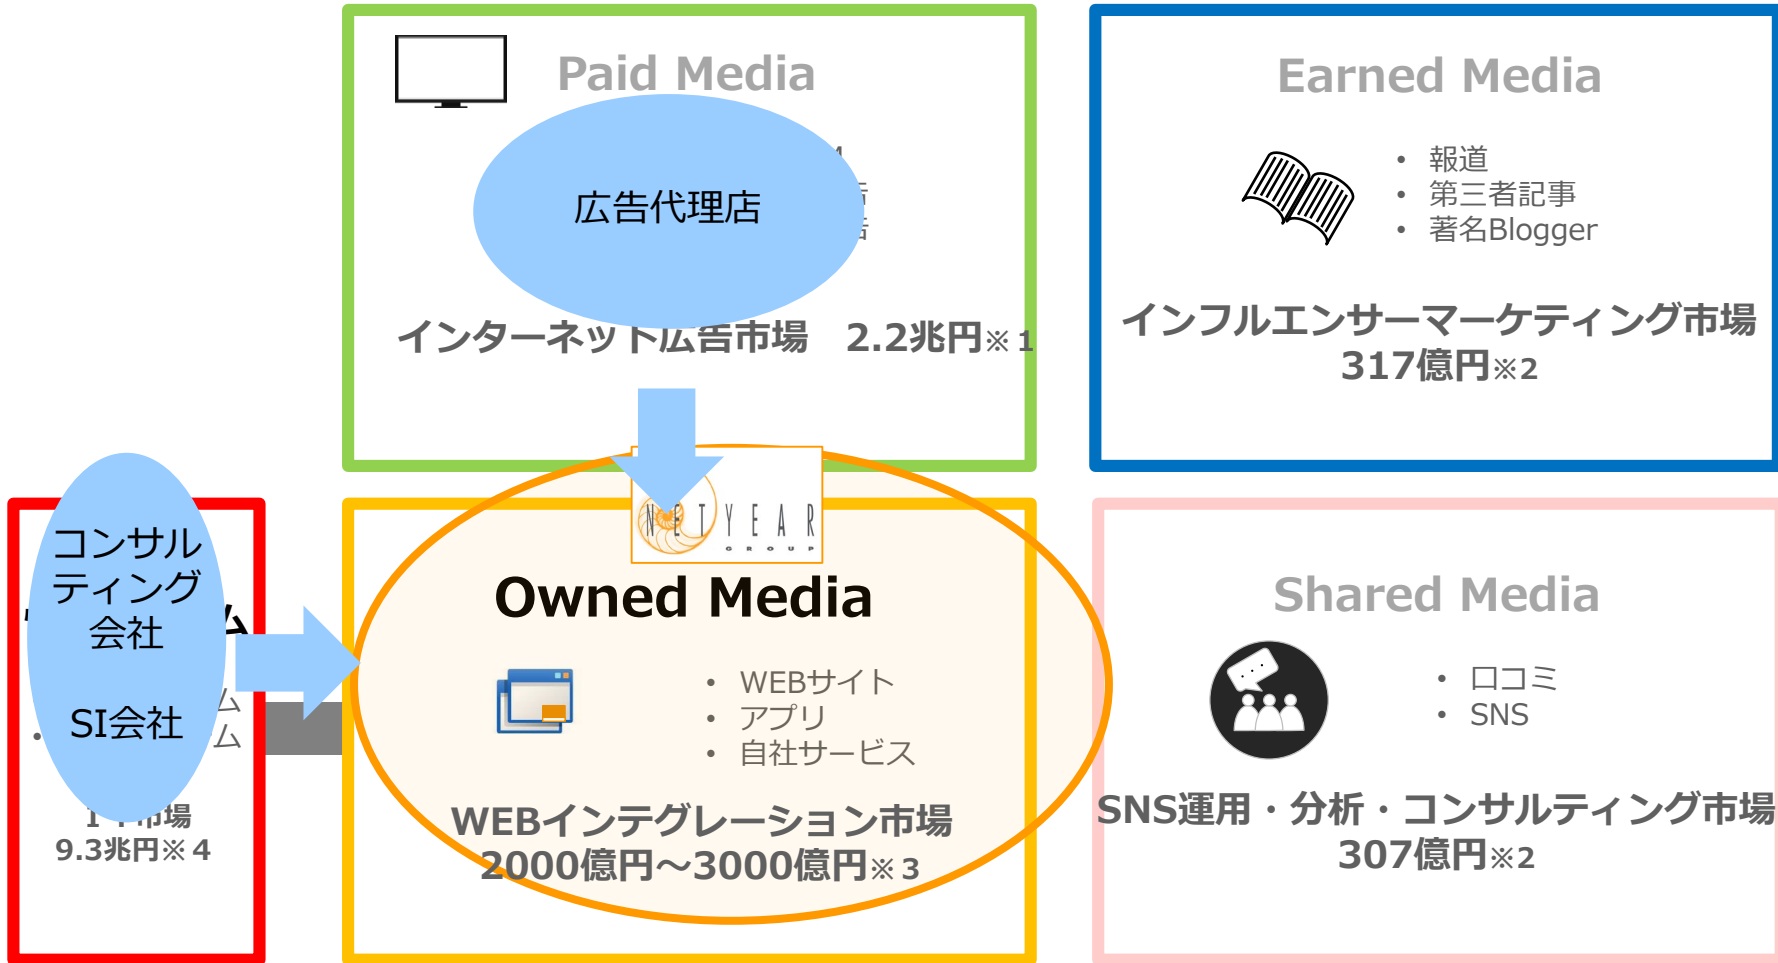 Paid Media
広告代理店
インターネット広告市場 2.2兆円※1
Earned Media
• 報道
• 第三者記事
• 著名Blogger
インフルエンサーマーケティング市場
317億円※2
コンサル
ティング
会社
SI会社
ム
ム
ム
IT市場
9.3兆円※4
NETYEAR
GROUP
Owned Media
• WEBサイト
• アプリ
• 自社サービス
WEBインテグレーション市場
2000億円～3000億円※3
Shared Media
• 口コミ
• SNS
SNS運用・分析・コンサルティング市場
307億円※2